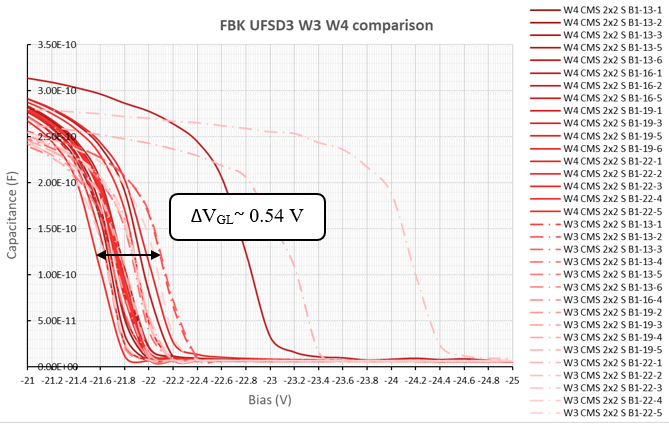 FBK UFSD3 W3 W4 comparison
Capacitance (F)
3.50E-10
3.00E-10
2.50E-10
2.00E-10
1.50E-10
1.00E-10
5.00E-11
0.00E+00
ΔVGL~ 0.54 V
-21 -21.2 -21.4 -21.6 -21.8 -22 -22.2 -22.4 -22.6 -22.8 -23 -23.2 -23.4 -23.6 -23.8 -24 -24.2 -24.4 -24.6 -24.8 -25
Bias (V)
W4 CMS 2x2 S B1-13-1
W4 CMS 2x2 S B1-13-2
W4 CMS 2x2 S B1-13-3
W4 CMS 2x2 S B1-13-5
W4 CMS 2x2 S B1-13-6
W4 CMS 2x2 S B1-16-1
W4 CMS 2x2 S B1-16-2
W4 CMS 2x2 S B1-16-5
W4 CMS 2x2 S B1-19-1
W4 CMS 2x2 S B1-19-3
W4 CMS 2x2 S B1-19-5
W4 CMS 2x2 S B1-19-6
W4 CMS 2x2 S B1-22-1
W4 CMS 2x2 S B1-22-2
W4 CMS 2x2 S B1-22-3
W4 CMS 2x2 S B1-22-4
W4 CMS 2x2 S B1-22-5
W3 CMS 2x2 S B1-13-1
W3 CMS 2x2 S B1-13-2
W3 CMS 2x2 S B1-13-3
W3 CMS 2x2 S B1-13-4
W3 CMS 2x2 S B1-13-5
W3 CMS 2x2 S B1-13-6
W3 CMS 2x2 S B1-16-4
W3 CMS 2x2 S B1-19-2
W3 CMS 2x2 S B1-19-3
W3 CMS 2x2 S B1-19-4
W3 CMS 2x2 S B1-19-5
W3 CMS 2x2 S B1-22-1
W3 CMS 2x2 S B1-22-2
W3 CMS 2x2 S B1-22-3
W3 CMS 2x2 S B1-22-4
W3 CMS 2x2 S B1-22-5